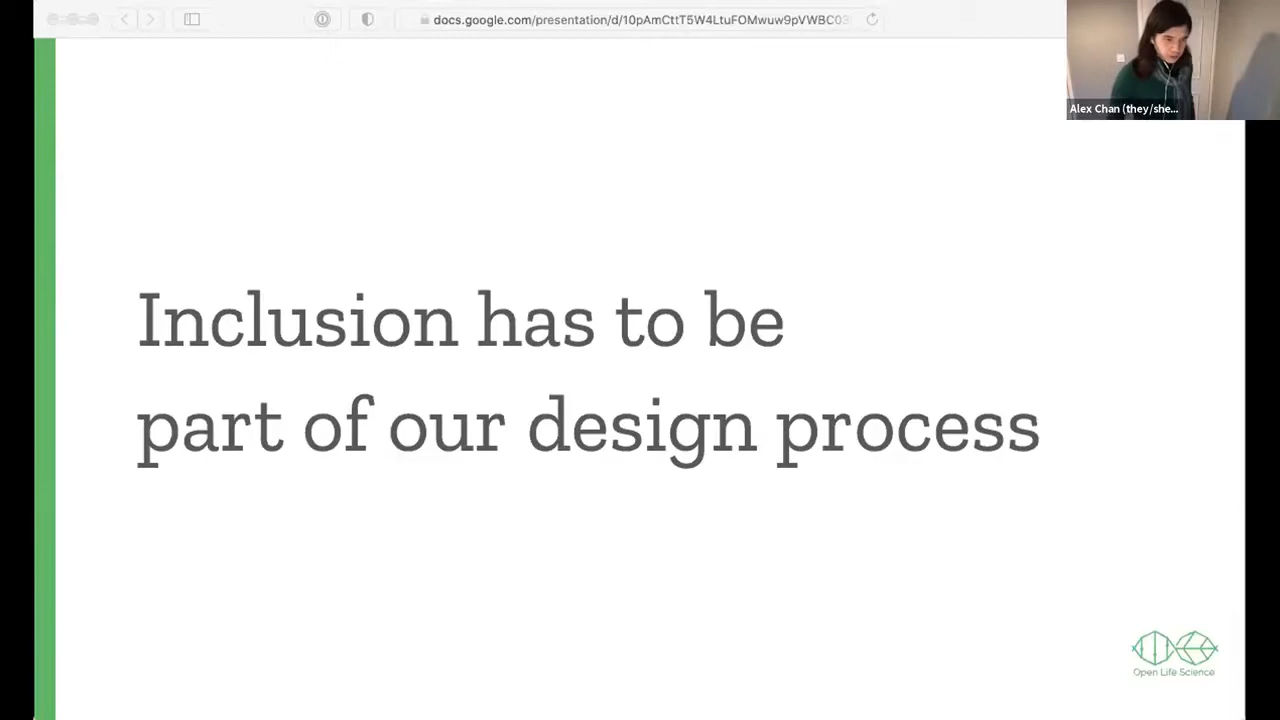 docs.google.com/presentation/d/10pAmCttT5W4LtuFOMwuw9pVWBC03
Alex Chan (they/she...
Inclusion has to be
part of our design process
Open Life Science